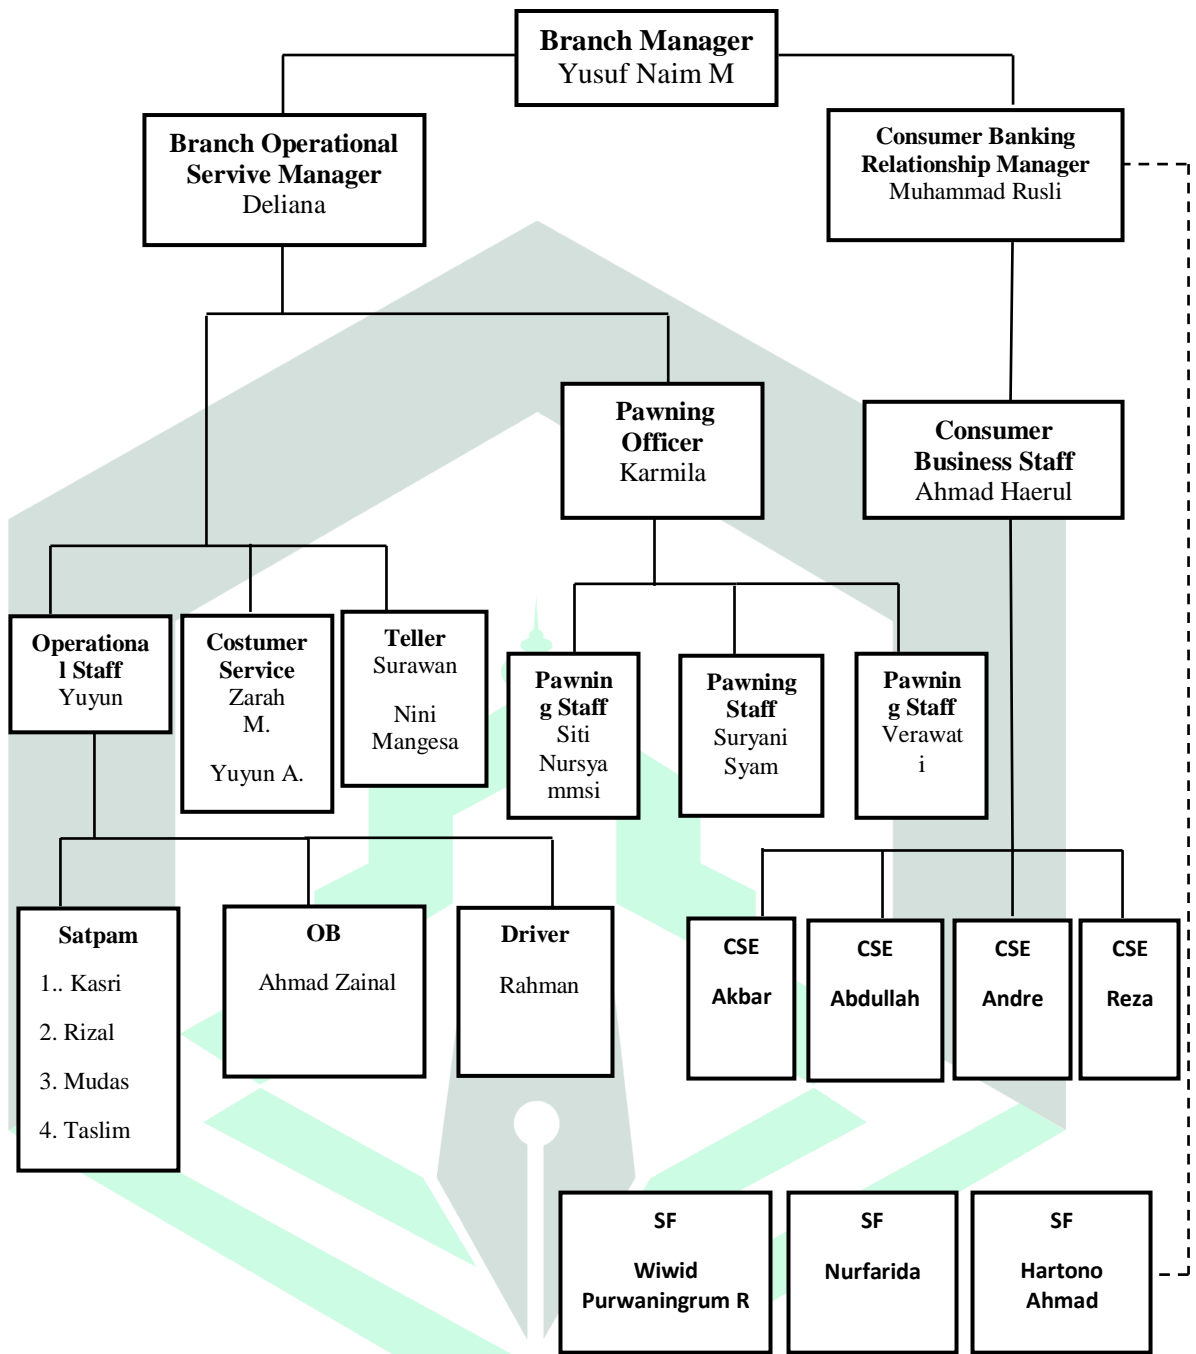 Branch Manager
Yusuf Naim M
Branch Operational
Servive Manager
Deliana
Consumer Banking
Relationship Manager
Muhammad Rusli
Pawning
Officer
Karmila
Consumer
Business Staff
Ahmad Haerul
Operationa
l Staff
Yuyun
Costumer
Service
Zarah
M.
Yuyun A.
Teller
Surawan
Nini
Mangesa
Pawnin
g Staff
Siti
Nursya
mmsi
Pawning
Staff
Suryani
Syam
Pawnin
g Staff
Verawat
i
Satpam
1.. Kasri
2. Rizal
3. Mudas
4. Taslim
OB
Ahmad Zainal
Driver
Rahman
CSE
Akbar
CSE
Abdullah
CSE
Andre
CSE
Reza
SF
Wiwid
Purwaningrum R
SF
Nurfarida
SF
Hartono
Ahmad